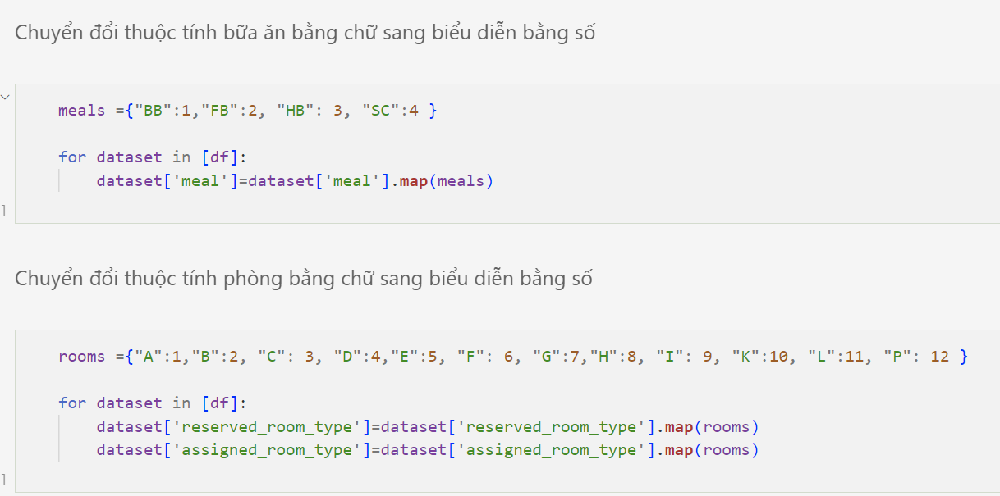 Chuyển đổi thuộc tính bữa ăn bằng chữ sang biểu diễn bằng số
meals ={"BB":1,"FB":2, "HB": 3, "SC":4 }
for dataset in [df]:
dataset['meal']=dataset['meal'].map(meals)
]
Chuyển đổi thuộc tính phòng bằng chữ sang biểu diễn bằng số
rooms ={"A":1,"B":2, "C": 3, "D":4,"E":5, "F": 6, "G":7,"H":8, "I": 9, "K":10, "L":11, "P": 12 }
for dataset in [df]:
dataset['reserved_room_type']=dataset['reserved_room_type'].map(rooms)
dataset['assigned_room_type']=dataset['assigned_room_type'].map(rooms)
]